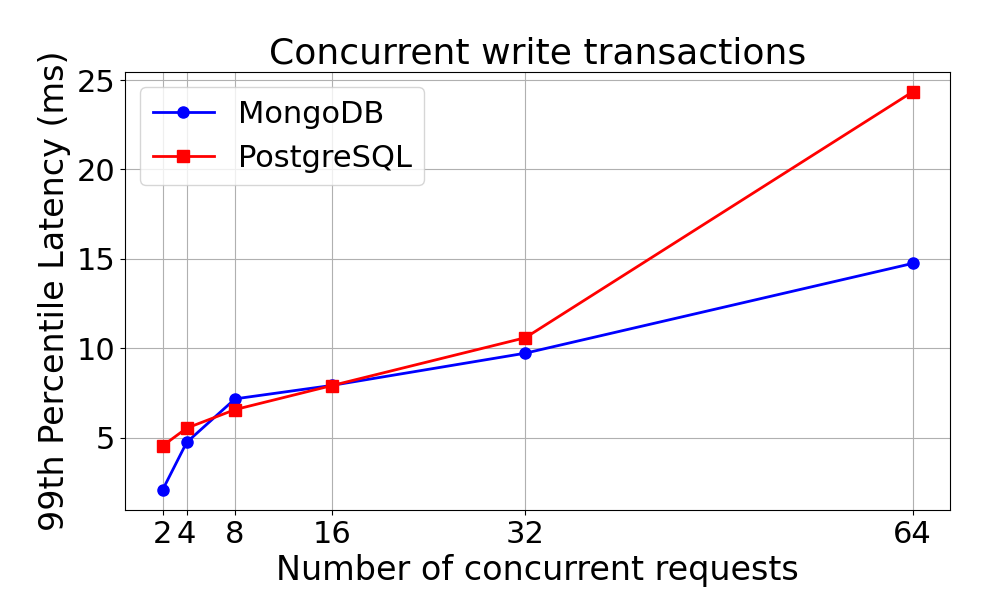 Concurrent write transactions
99th Percentile Latency (ms)
25
20
15
10
5
MongoDB
PostgreSQL
2 4 8 16 32 64
Number of concurrent requests